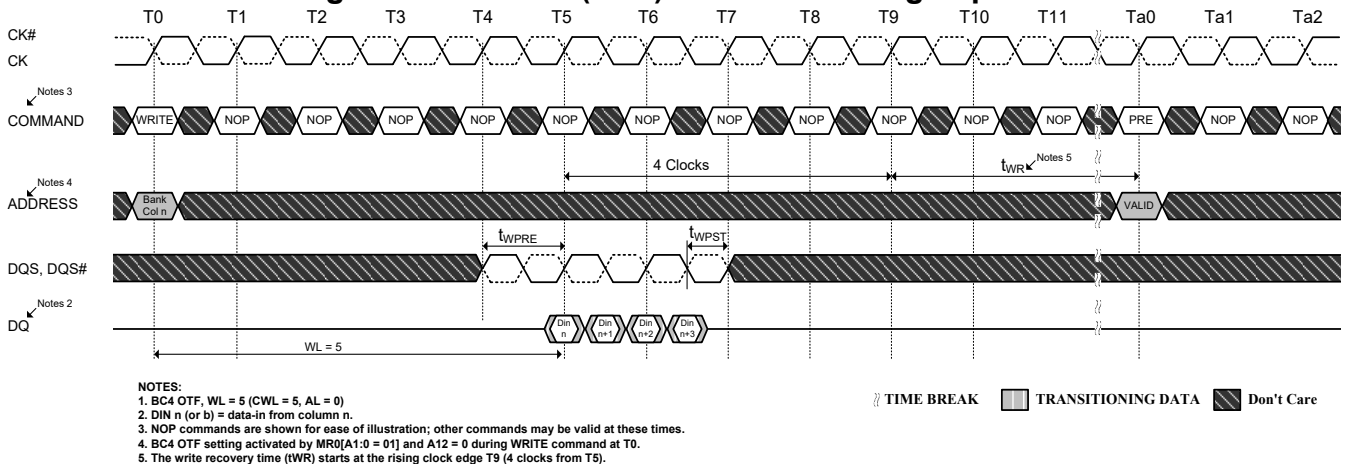 T0 T1 T2 T3 T4 T5 T6 T7 T8 T9 T10 T11 Ta0 Ta1 Ta2
CK#
CK
Notes 3
COMMAND WRITE NOP NOP NOP NOP NOP NOP NOP NOP NOP NOP NOP PRE NOP NOP
4 Clocks tWR Notes 5
Notes 4
ADDRESS Bank Col n VALID
tWPRE tWPST
DQS, DQS#
Notes 2
DQ Din n Din n+1 Din n+2 Din n+3
WL = 5
NOTES:
1. BC4 OTF, WL = 5 (CWL = 5, AL = 0)
2. DIN n (or b) = data-in from column n.
3. NOP commands are shown for ease of illustration; other commands may be valid at these times.
4. BC4 OTF setting activated by MR0[A1:0 = 01] and A12 = 0 during WRITE command at T0.
5. The write recovery time (tWR) starts at the rising clock edge T9 (4 clocks from T5).
TIME BREAK TRANSITIONING DATA Don't Care